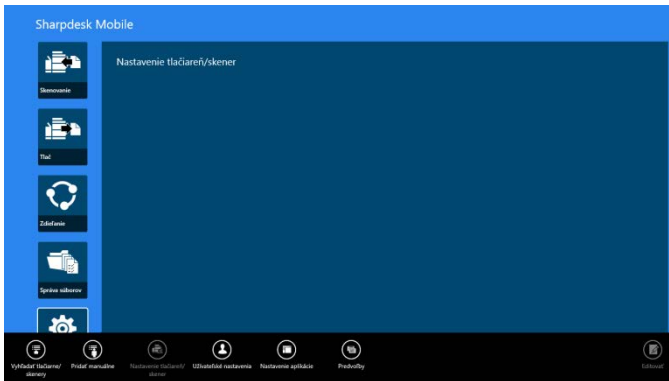 Sharpdesk Mobile
Nastavenie tlačiareň/skener
Skenovanie
Tlač
Zdieľanie
Správa súborov
Vyhľadať tlačiarne/
skenery
Pridať manuálne
Nastavenie tlačiareň/
skener
Užívateľské nastavenia
Nastavenie aplikácie
Predvoľby
Editovať